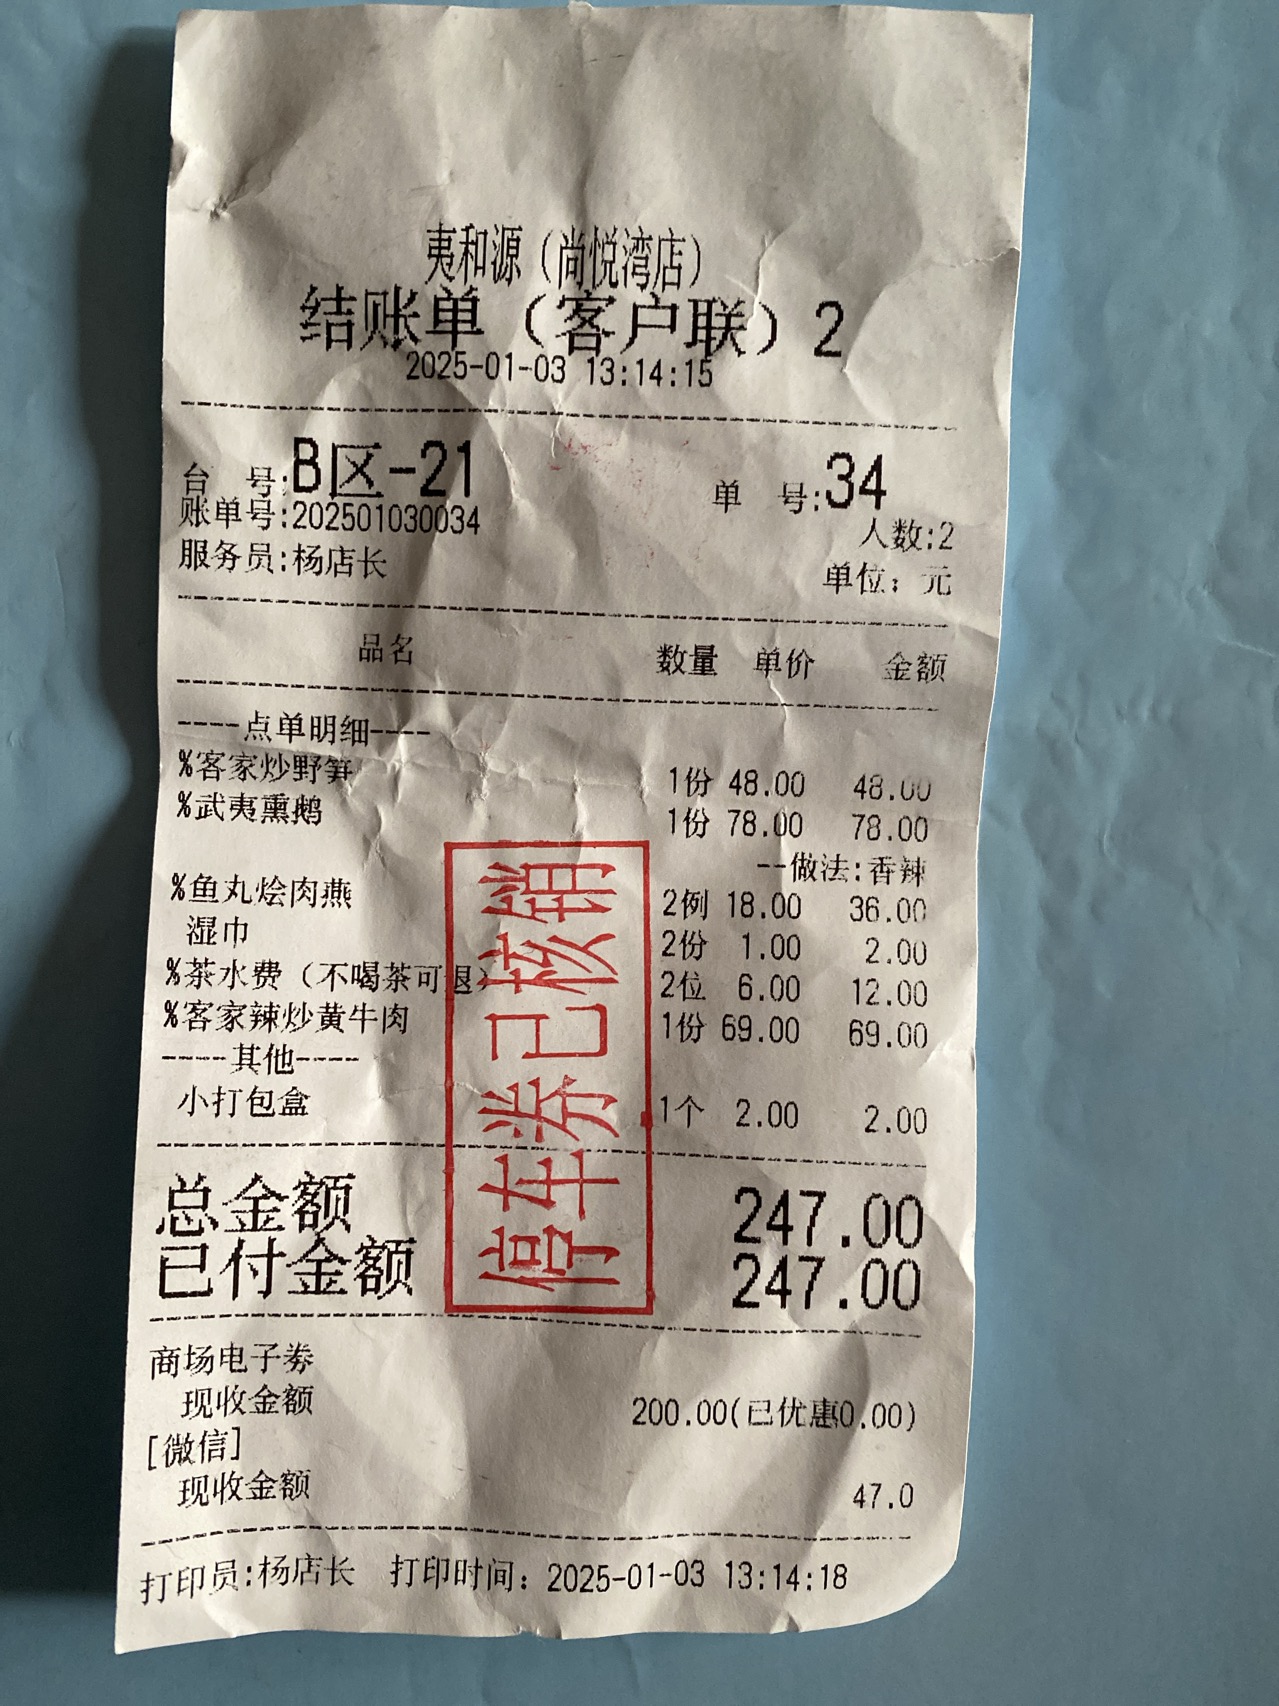 夷和源（尚悦湾店）
结账单（客户联）2
2025-01-03 13:14:15
台 号:B区-21 单 号:34
账单号:202501030034 人数:2
服务员:杨店长 单位：元
品名 数量 单价 金额
----点单明细----
%客家炒野笋 1份 48.00 48.00
%武夷熏鹅 1份 78.00 78.00
--做法:香辣
%鱼丸烩肉燕 2例 18.00 36.00
湿巾 2份 1.00 2.00
%茶水费（不喝茶可退） 2位 6.00 12.00
%客家辣炒黄牛肉 1份 69.00 69.00
----其他----
小打包盒 1个 2.00 2.00
总金额 247.00
已付金额 247.00
商场电子券
现收金额 200.00(已优惠0.00)
[微信]
现收金额 47.0
打印员:杨店长 打印时间：2025-01-03 13:14:18
停车券已核销